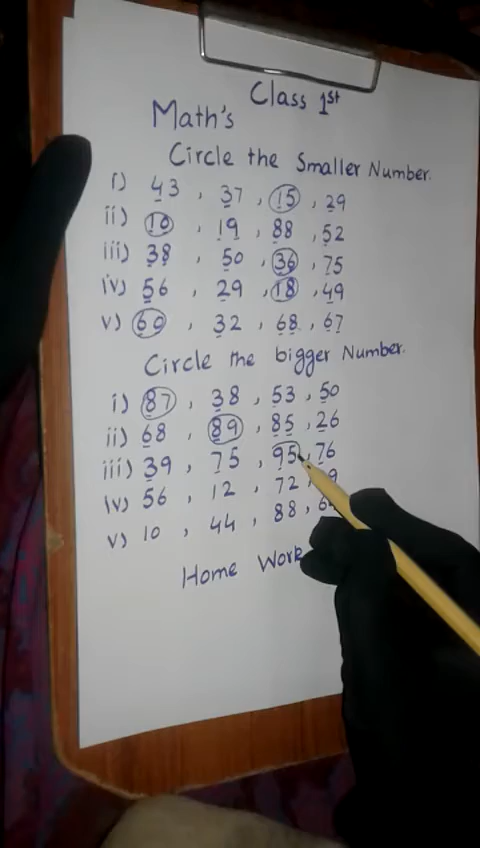 Class 1st
Math's
Circle the Smaller Number.
i) 43 , 37 , 15 , 29
ii) 10 , 19 , 88 , 52
iii) 38 , 50 , 36 , 75
iv) 56 , 29 , 18 , 49
v) 60 , 32 , 68 , 67
Circle the bigger Number.
i) 87 , 38 , 53 , 50
ii) 68 , 89 , 85 , 26
iii) 39 , 75 , 95 , 76
iv) 56 , 12 , 72 ,
v) 10 , 44 , 88 ,
Home Work